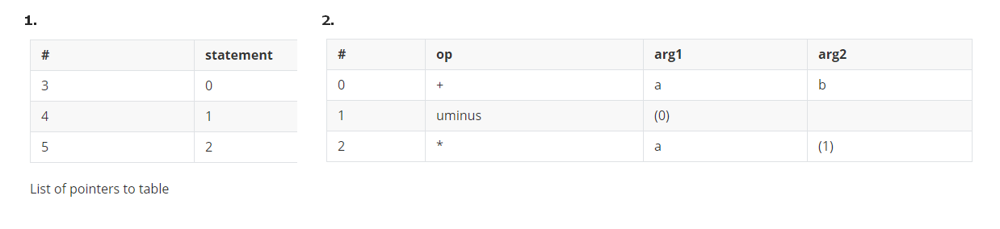 1.
# statement
3 0
4 1
5 2
List of pointers to table
2.
# op arg1 arg2
0 + a b
1 uminus (0)
2 * a (1)